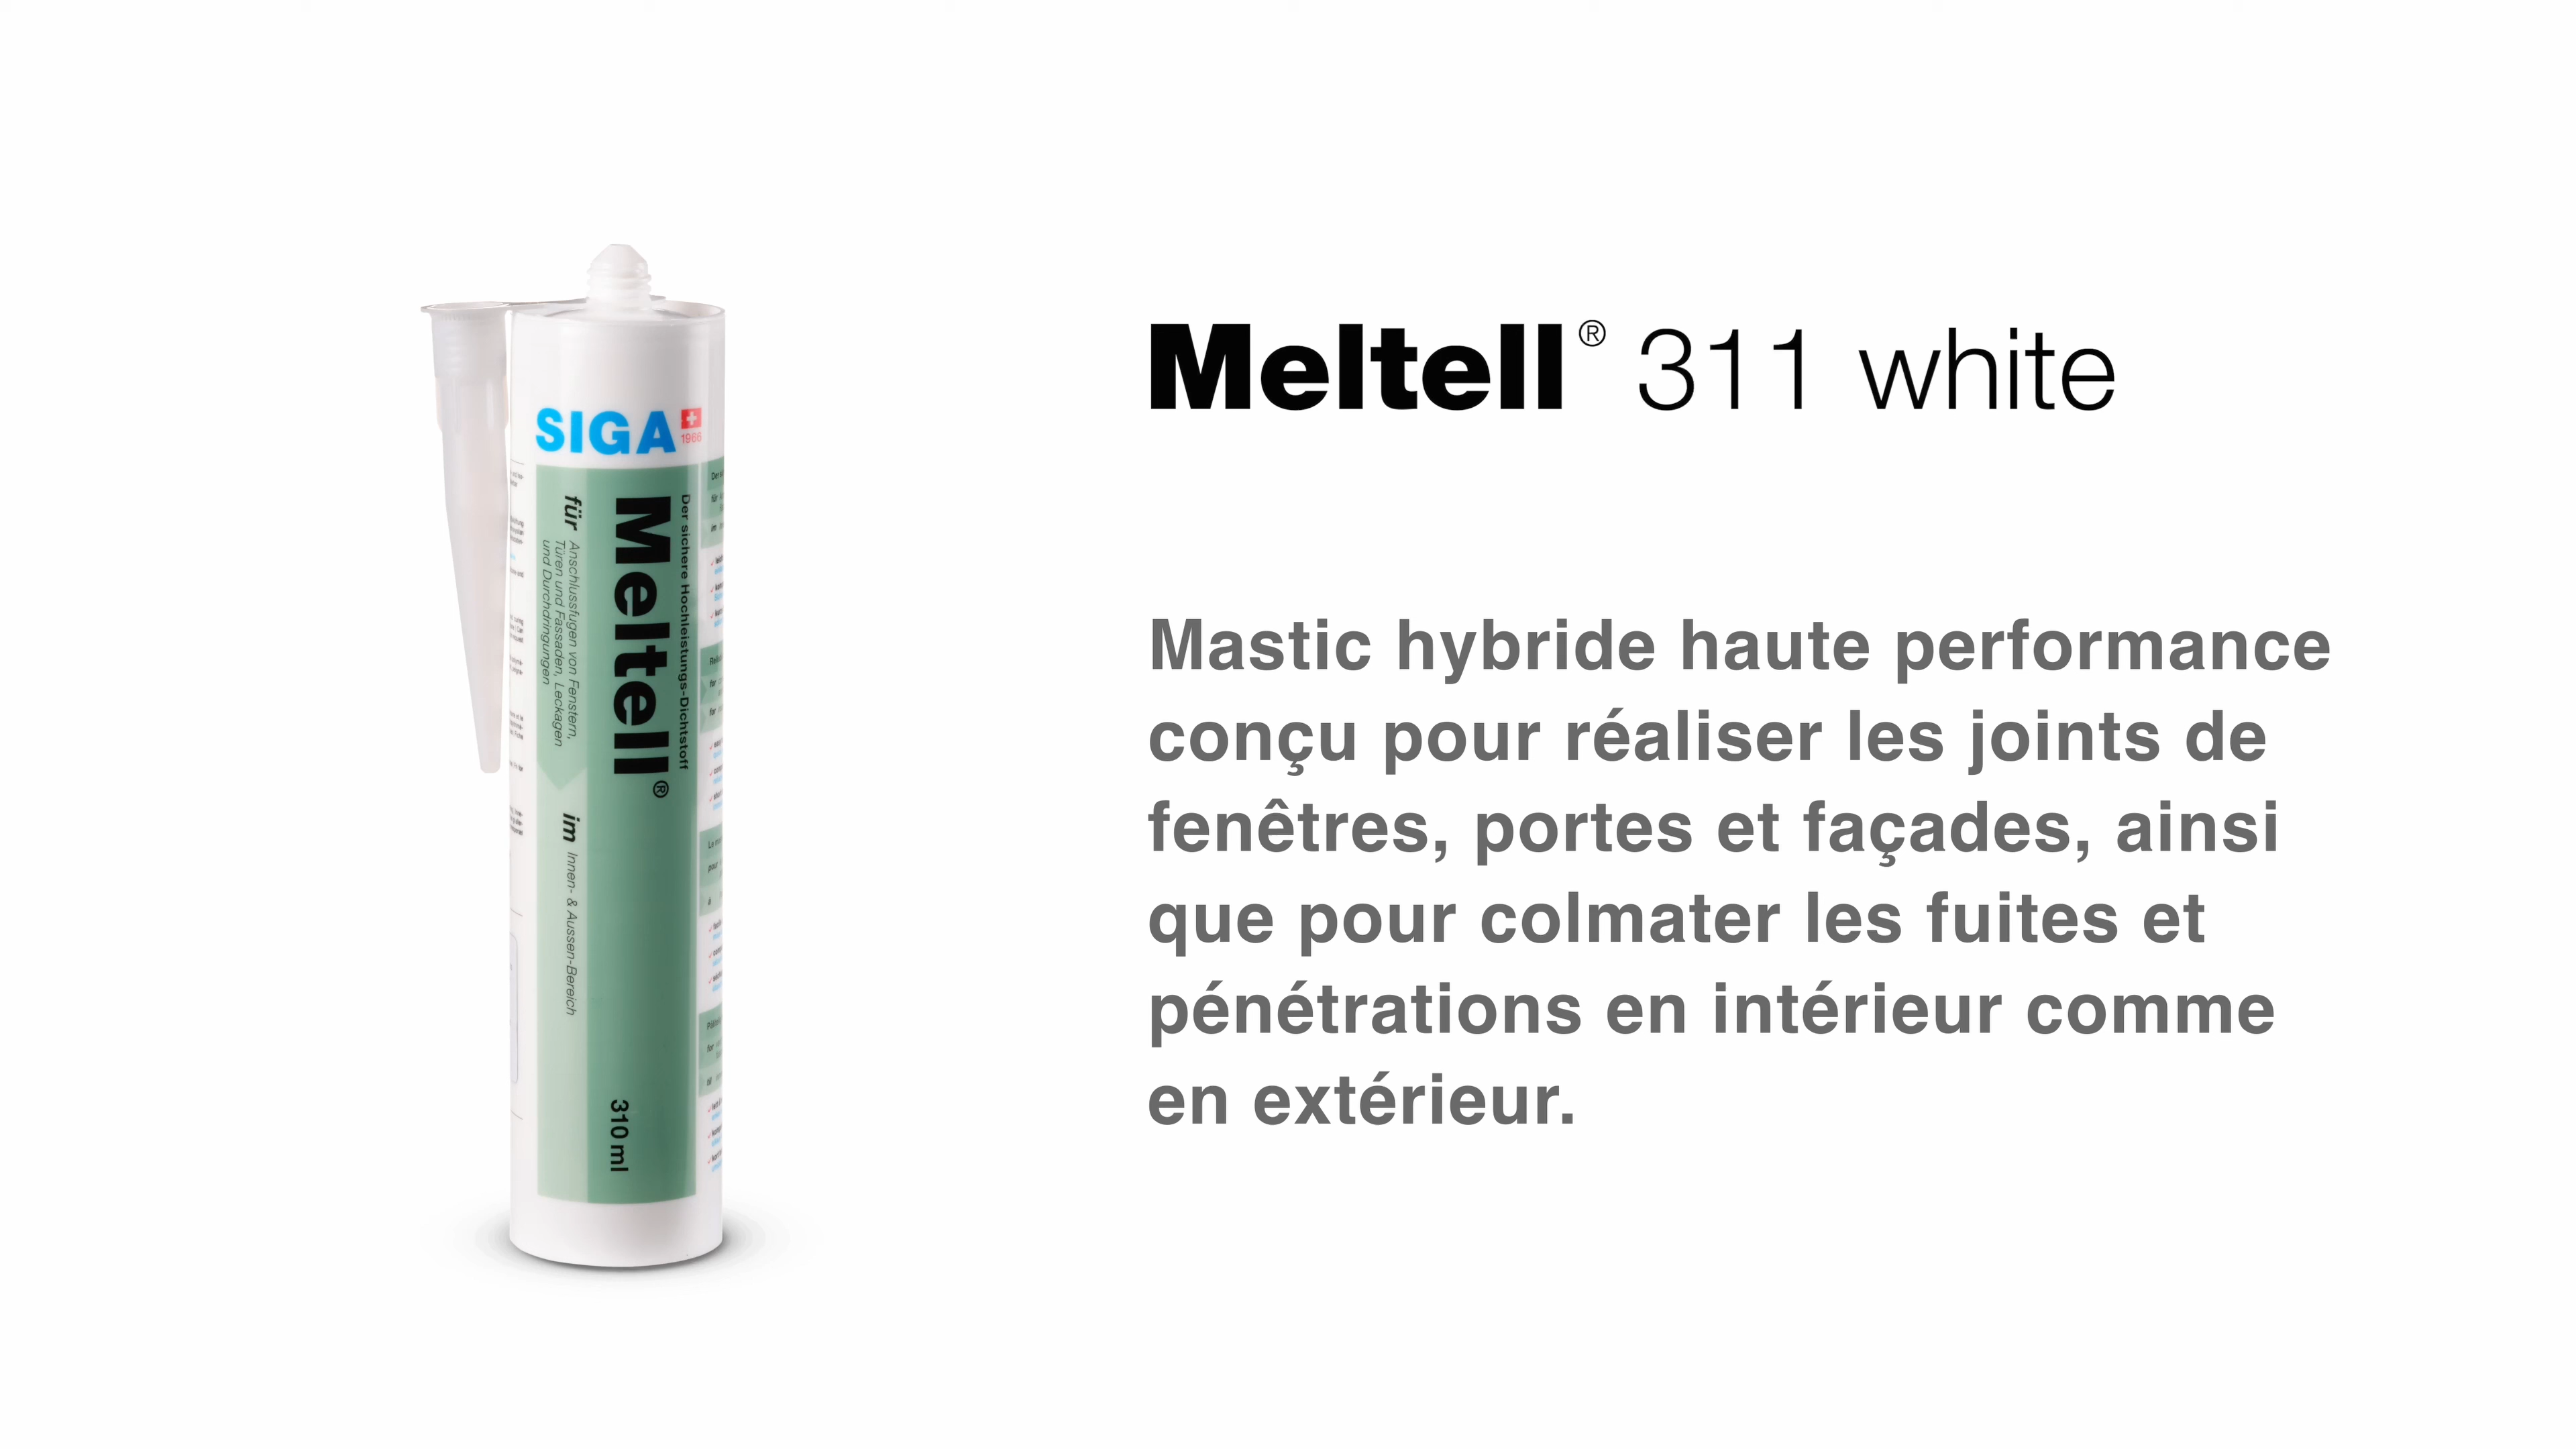 Meltell® 311 white
Mastic hybride haute performance
conçu pour réaliser les joints de
fenêtres, portes et façades, ainsi
que pour colmater les fuites et
pénétrations en intérieur comme
en extérieur.
SIGA
1966
Der sichere Hochleistungs-Dichtstoff
Meltell®
310 ml
für Anschlussfugen von Fenstern,
Türen und Fassaden, Leckagen
und Durchdringungen
im Innen- & Aussen-Bereich